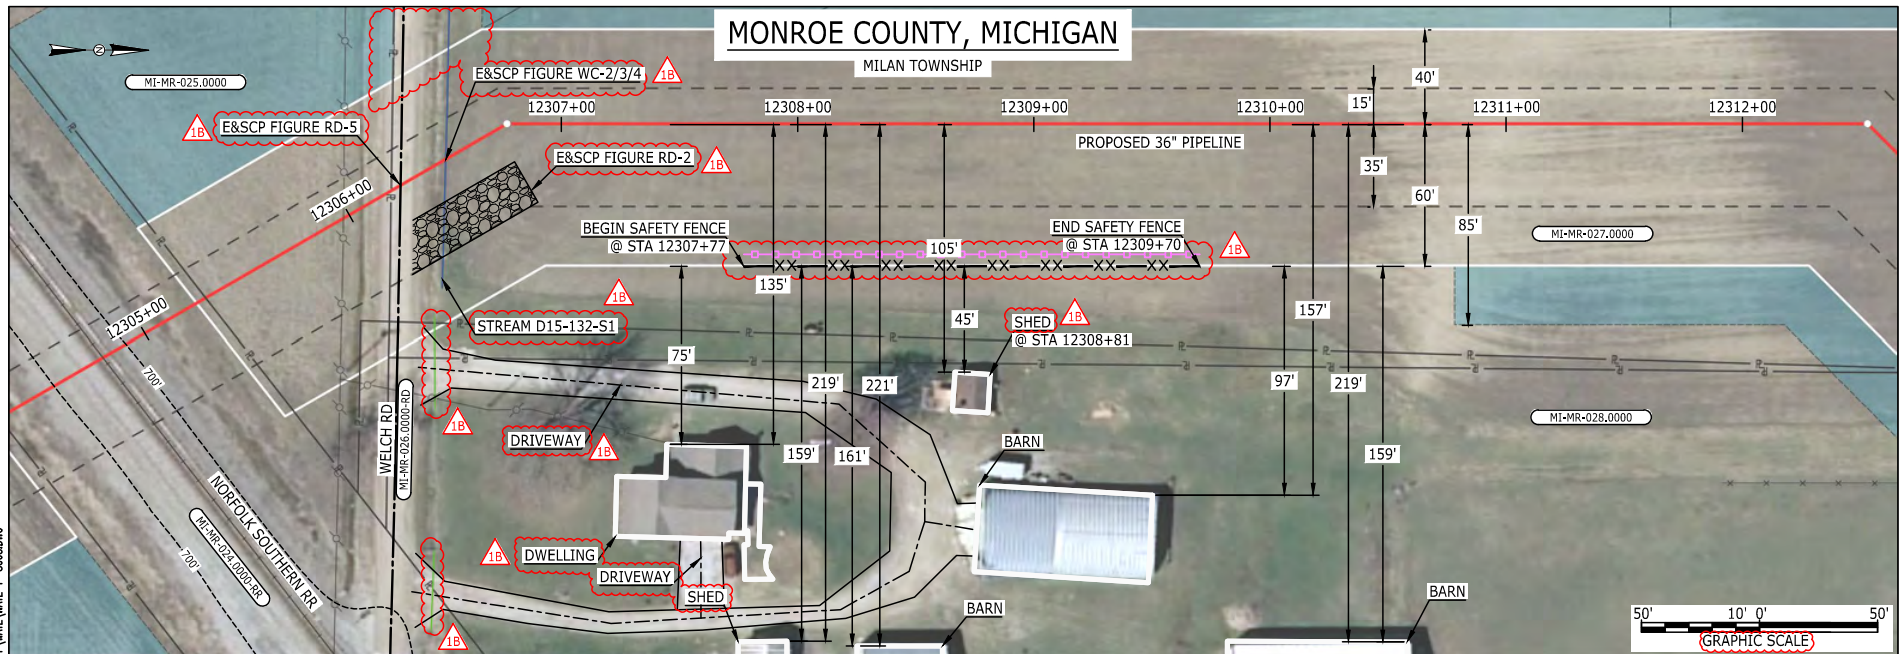 MONROE COUNTY, MICHIGAN
MILAN TOWNSHIP
N
MI-MR-025.0000
E&SCP FIGURE WC-2/3/4
1B
E&SCP FIGURE RD-5
1B
E&SCP FIGURE RD-2
1B
12305+00
12306+00
12307+00
12308+00
12309+00
12310+00
12311+00
12312+00
PROPOSED 36" PIPELINE
40'
15'
35'
60'
85'
BEGIN SAFETY FENCE
@ STA 12307+77
END SAFETY FENCE
@ STA 12309+70
1B
105'
135'
157'
MI-MR-027.0000
STREAM D15-132-S1
1B
45'
SHED
@ STA 12308+81
1B
75'
219'
221'
97'
219'
MI-MR-028.0000
700'
WELCH RD
MI-MR-026.0000-RD
1B
DRIVEWAY
1B
159'
161'
159'
BARN
NORFOLK SOUTHERN RR
MI-MR-024.0000-RR
700'
1B
DWELLING
DRIVEWAY
SHED
1B
BARN
BARN
50'
10'
0'
50'
GRAPHIC SCALE